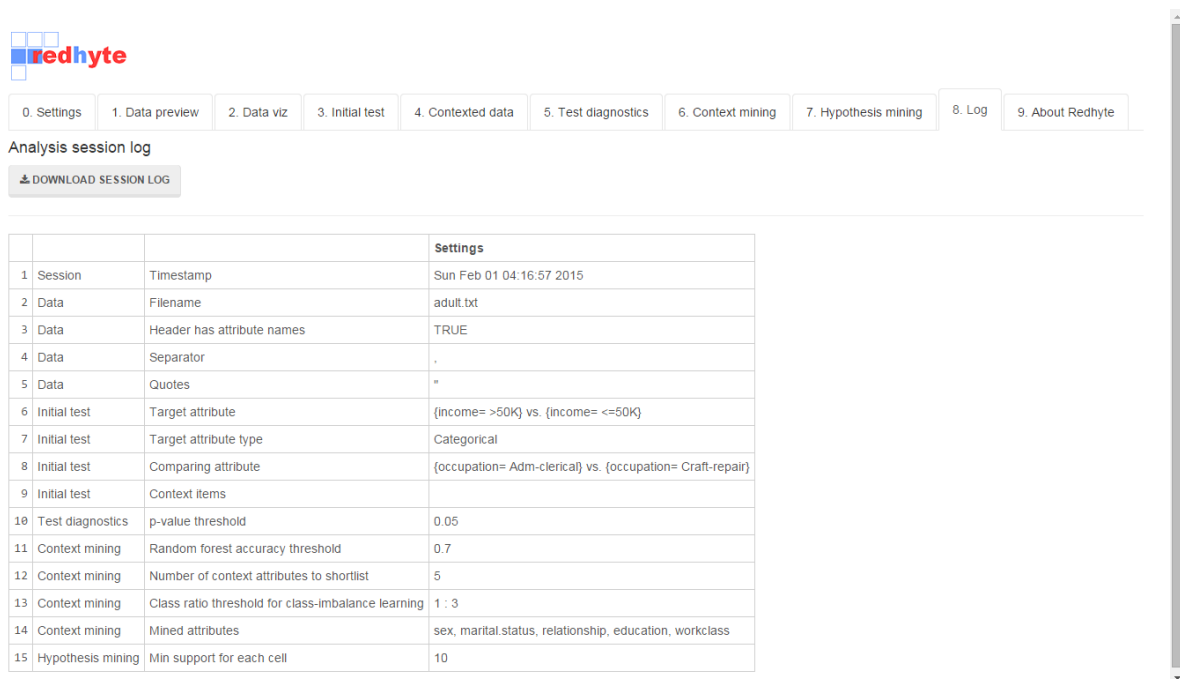 redhyte
0. Settings 1. Data preview 2. Data viz 3. Initial test 4. Contexted data 5. Test diagnostics 6. Context mining 7. Hypothesis mining 8. Log 9. About Redhyte
Analysis session log
DOWNLOAD SESSION LOG
Settings
1 Session Timestamp Sun Feb 01 04:16:57 2015
2 Data Filename adult.txt
3 Data Header has attribute names TRUE
4 Data Separator ,
5 Data Quotes "
6 Initial test Target attribute {income= >50K} vs. {income= <=50K}
7 Initial test Target attribute type Categorical
8 Initial test Comparing attribute {occupation= Adm-clerical} vs. {occupation= Craft-repair}
9 Initial test Context items
10 Test diagnostics p-value threshold 0.05
11 Context mining Random forest accuracy threshold 0.7
12 Context mining Number of context attributes to shortlist 5
13 Context mining Class ratio threshold for class-imbalance learning 1 : 3
14 Context mining Mined attributes sex, marital.status, relationship, education, workclass
15 Hypothesis mining Min support for each cell 10